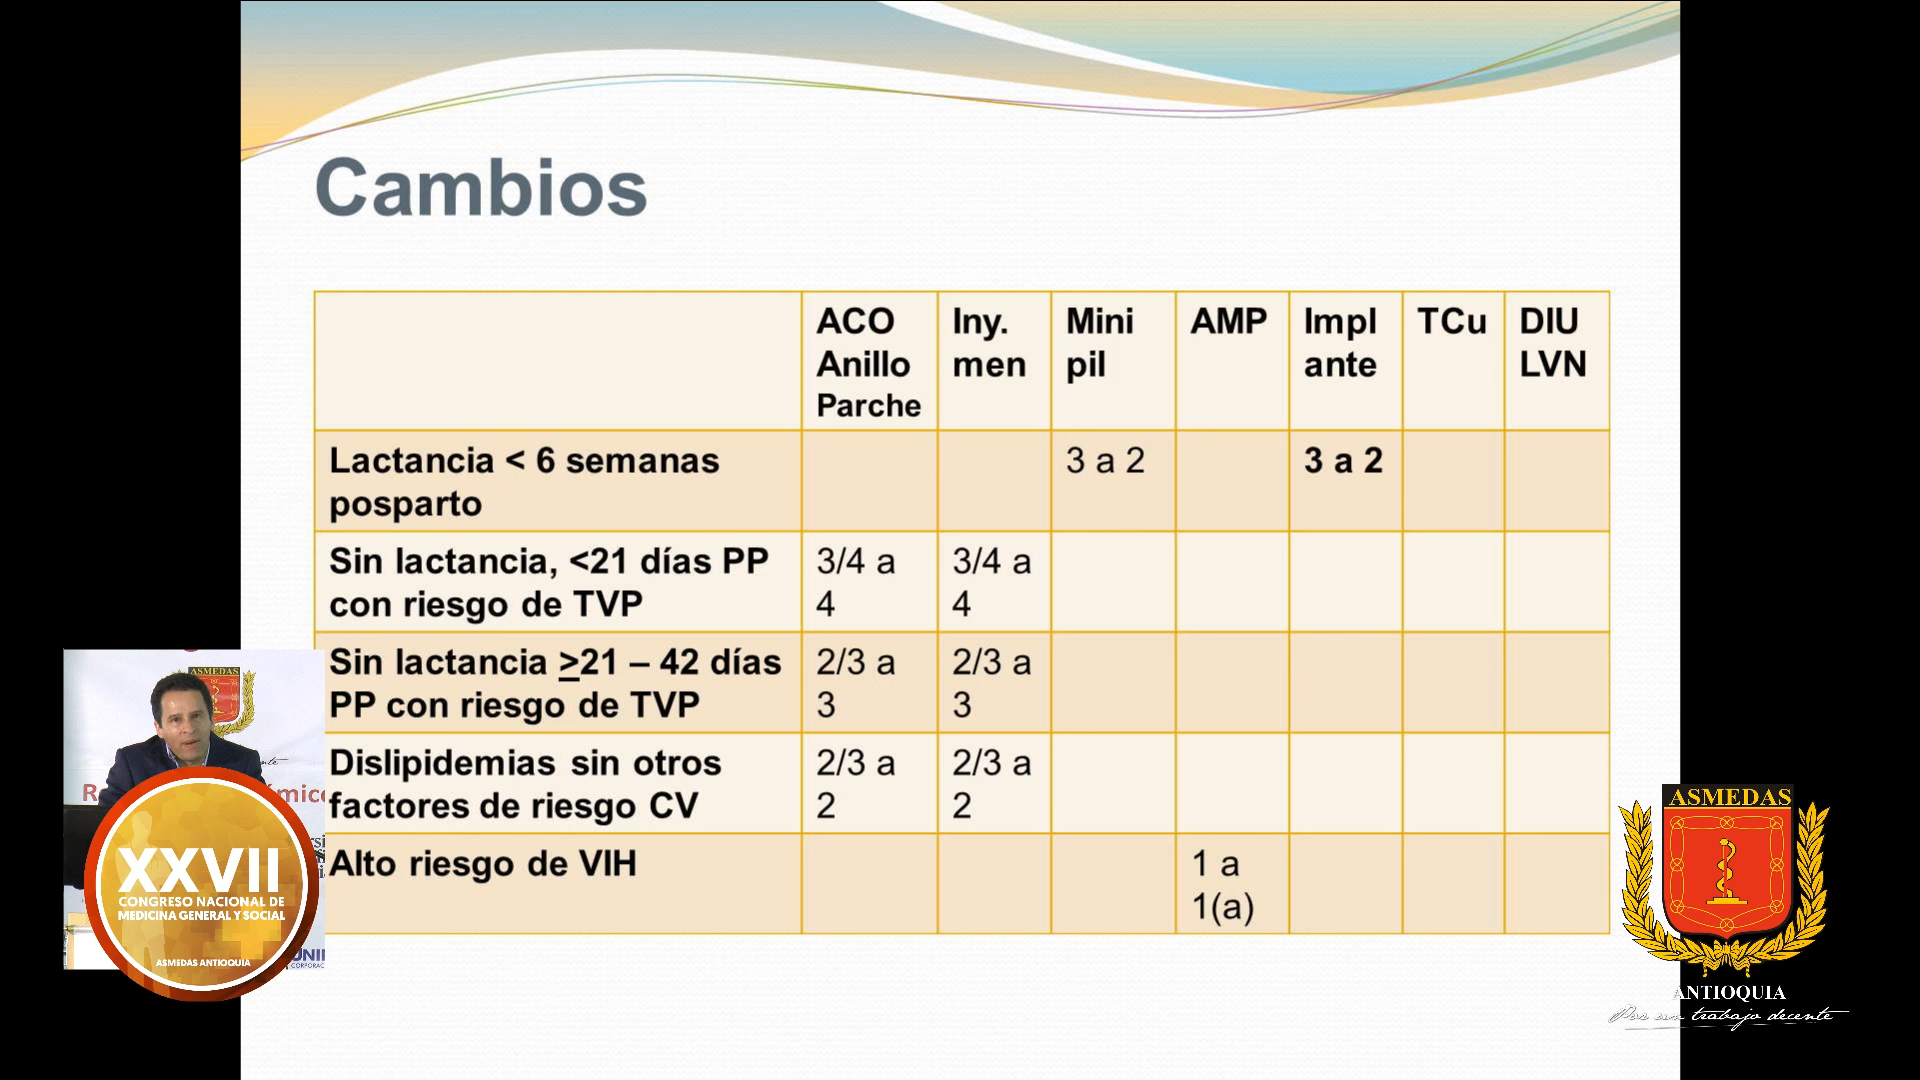 Cambios
ACO Anillo Parche
Iny. men
Mini pil
AMP
Impl ante
TCu
DIU LVN
Lactancia < 6 semanas
posparto
3 a 2
3 a 2
Sin lactancia, <21 días PP
con riesgo de TVP
3/4 a 4
3/4 a 4
Sin lactancia >21 – 42 días
PP con riesgo de TVP
2/3 a 3
2/3 a 3
Dislipidemias sin otros
factores de riesgo CV
2/3 a 2
2/3 a 2
Alto riesgo de VIH
1 a 1(a)
ASMEDAS
XXVII
CONGRESO NACIONAL DE
MEDICINA GENERAL Y SOCIAL
ASMEDAS ANTIOQUIA
ASMEDAS
ANTIOQUIA
Por un trabajo decente